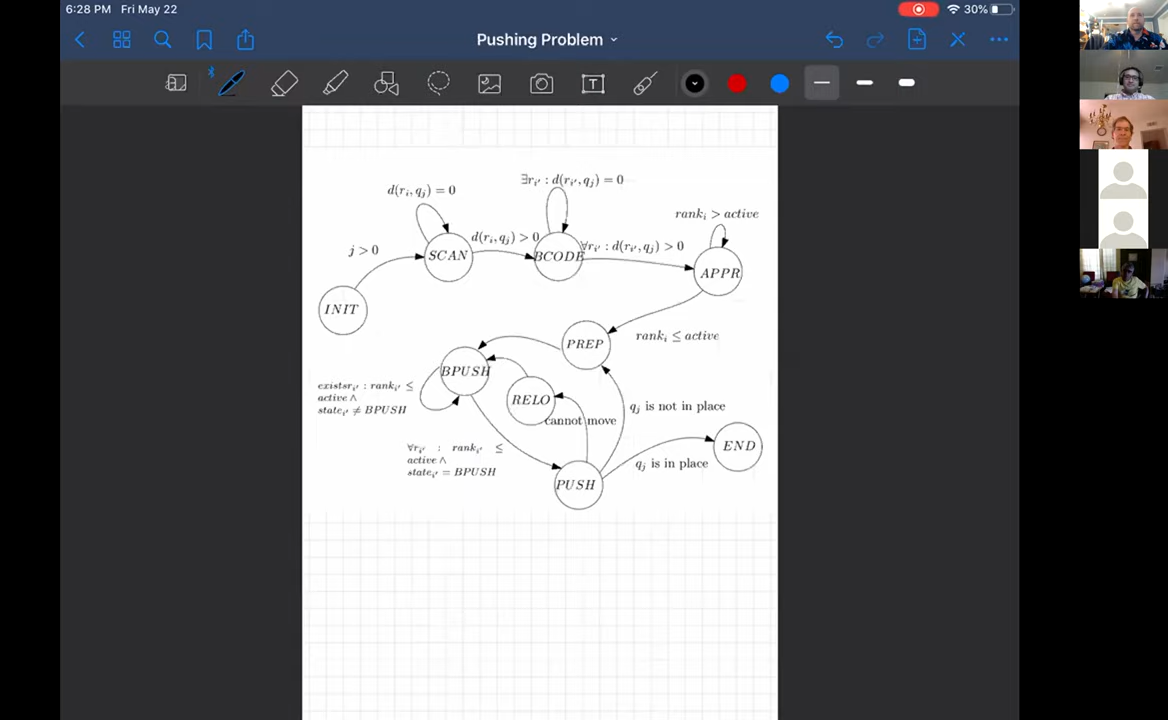 6:28 PM Fri May 22
30%
Pushing Problem
T
d(r_i, q_j) = 0
∃r_i' : d(r_i', q_j) = 0
rank_i > active
j > 0
SCAN
d(r_i, q_j) > 0
BCODE
∀r_i' : d(r_i', q_j) > 0
APPR
INIT
PREP
rank_i ≤ active
BPUSH
RELO
existsr_i' : rank_i' ≤
active ∧
state_i' ≠ BPUSH
cannot move
q_j is not in place
END
∀r_i' : rank_i' ≤
active ∧
state_i' = BPUSH
q_j is in place
PUSH